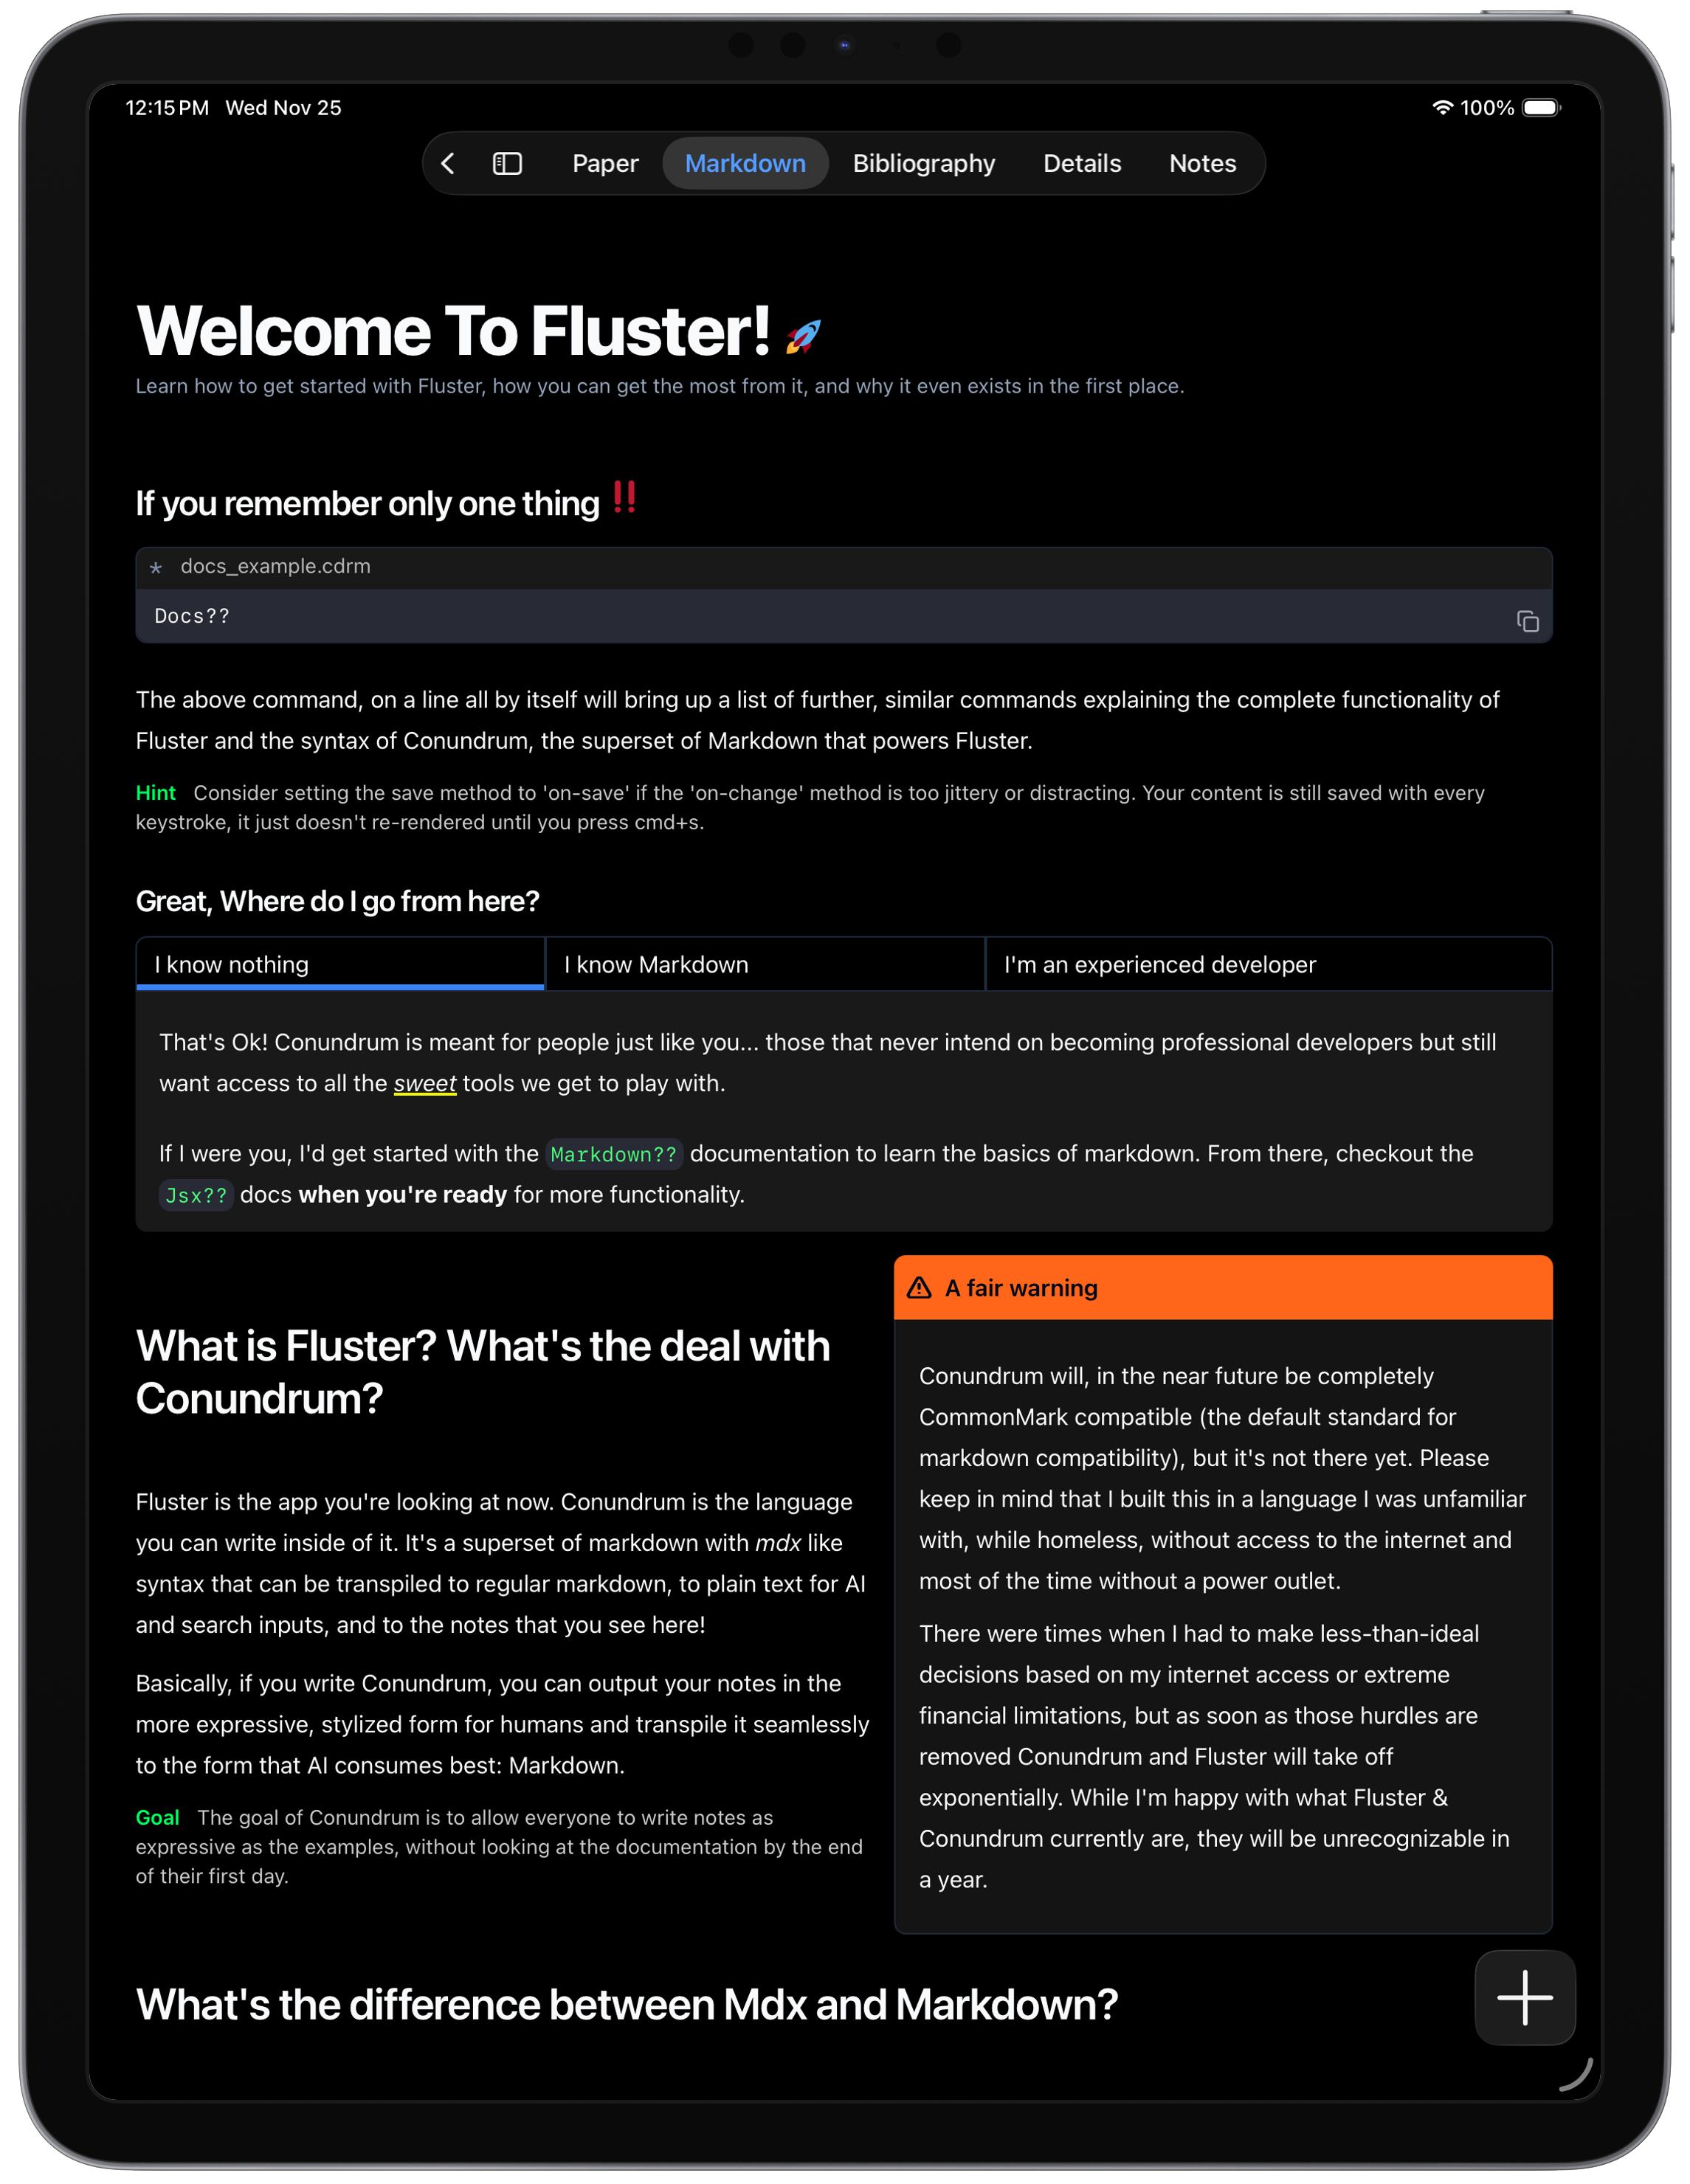 12:15 PM Wed Nov 25
100%
Paper Markdown Bibliography Details Notes
Welcome To Fluster! 🚀
Learn how to get started with Fluster, how you can get the most from it, and why it even exists in the first place.
If you remember only one thing ‼️
* docs_example.cdrm
Docs??
The above command, on a line all by itself will bring up a list of further, similar commands explaining the complete functionality of
Fluster and the syntax of Conundrum, the superset of Markdown that powers Fluster.
Hint Consider setting the save method to 'on-save' if the 'on-change' method is too jittery or distracting. Your content is still saved with every
keystroke, it just doesn't re-rendered until you press cmd+s.
Great, Where do I go from here?
I know nothing
I know Markdown
I'm an experienced developer
That's Ok! Conundrum is meant for people just like you... those that never intend on becoming professional developers but still
want access to all the sweet tools we get to play with.
If I were you, I'd get started with the Markdown?? documentation to learn the basics of markdown. From there, checkout the
Jsx?? docs when you're ready for more functionality.
What is Fluster? What's the deal with
Conundrum?
Fluster is the app you're looking at now. Conundrum is the language
you can write inside of it. It's a superset of markdown with mdx like
syntax that can be transpiled to regular markdown, to plain text for AI
and search inputs, and to the notes that you see here!
Basically, if you write Conundrum, you can output your notes in the
more expressive, stylized form for humans and transpile it seamlessly
to the form that AI consumes best: Markdown.
Goal The goal of Conundrum is to allow everyone to write notes as
expressive as the examples, without looking at the documentation by the end
of their first day.
A fair warning
Conundrum will, in the near future be completely
CommonMark compatible (the default standard for
markdown compatibility), but it's not there yet. Please
keep in mind that I built this in a language I was unfamiliar
with, while homeless, without access to the internet and
most of the time without a power outlet.
There were times when I had to make less-than-ideal
decisions based on my internet access or extreme
financial limitations, but as soon as those hurdles are
removed Conundrum and Fluster will take off
exponentially. While I'm happy with what Fluster &
Conundrum currently are, they will be unrecognizable in
a year.
What's the difference between Mdx and Markdown?